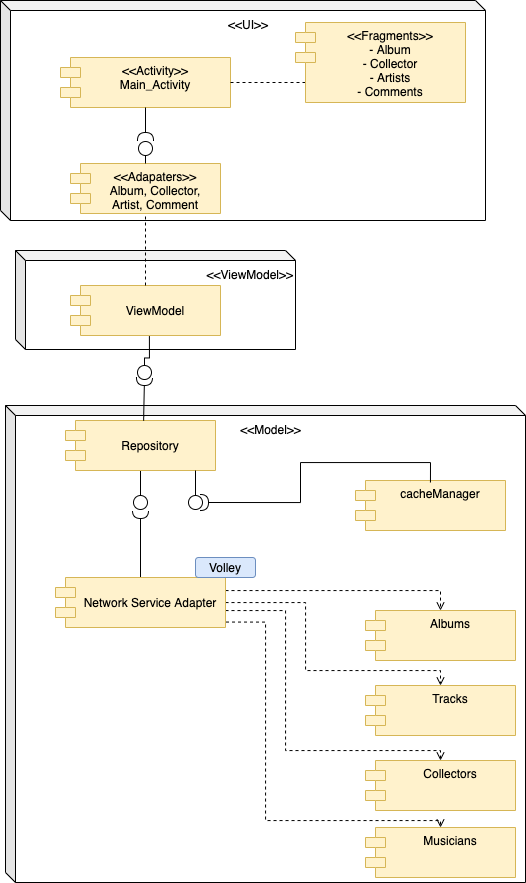 <<UI>>
<<Fragments>>
- Album
- Collector
- Artists
- Comments
<<Activity>>
Main_Activity
<<Adapaters>>
Album, Collector,
Artist, Comment
<<ViewModel>>
ViewModel
<<Model>>
Repository
cacheManager
Volley
Network Service Adapter
Albums
Tracks
Collectors
Musicians